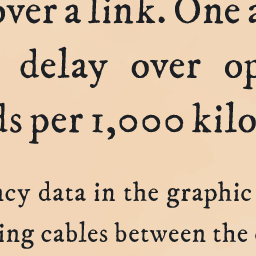 over a link. One a
delay over op
ds per 1,000 kilo
ncy data in the graphic
ing cables between the